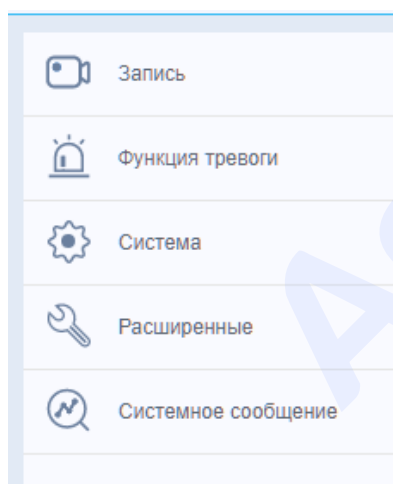 Запись
Функция тревоги
Система
Расширенные
Системное сообщение